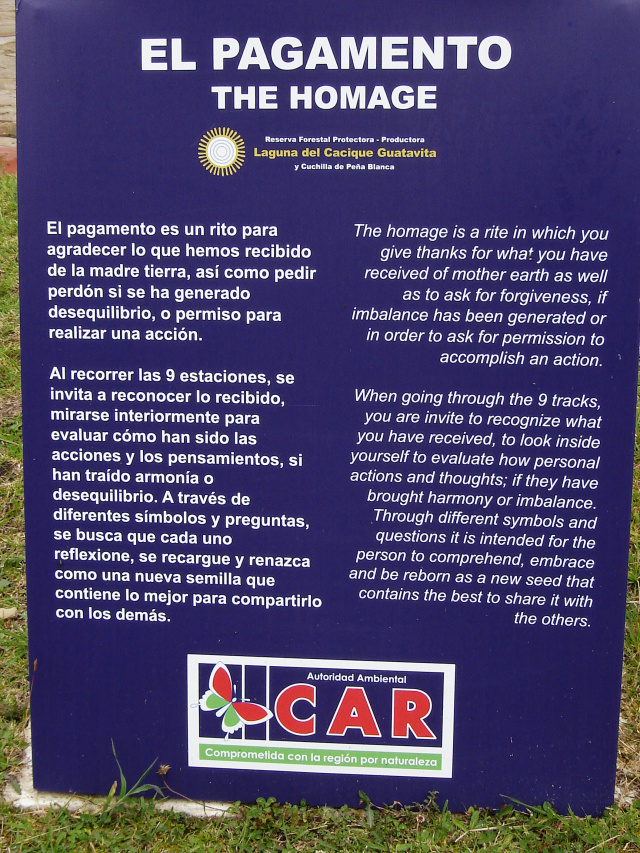 EL PAGAMENTO
THE HOMAGE
Reserva Forestal Protectora - Productora
Laguna del Cacique Guatavita
y Cuchilla de Peña Blanca
El pagamento es un rito para
agradecer lo que hemos recibido
de la madre tierra, así como pedir
perdón si se ha generado
desequilibrio, o permiso para
realizar una acción.
Al recorrer las 9 estaciones, se
invita a reconocer lo recibido,
mirarse interiormente para
evaluar cómo han sido las
acciones y los pensamientos, si
han traído armonía o
desequilibrio. A través de
diferentes símbolos y preguntas,
se busca que cada uno
reflexione, se recargue y renazca
como una nueva semilla que
contiene lo mejor para compartirlo
con los demás.
The homage is a rite in which you
give thanks for what you have
received of mother earth as well
as to ask for forgiveness, if
imbalance has been generated or
in order to ask for permission to
accomplish an action.
When going through the 9 tracks,
you are invite to recognize what
you have received, to look inside
yourself to evaluate how personal
actions and thoughts; if they have
brought harmony or imbalance.
Through different symbols and
questions it is intended for the
person to comprehend, embrace
and be reborn as a new seed that
contains the best to share it with
the others.
Autoridad Ambiental
CAR
Comprometida con la región por naturaleza